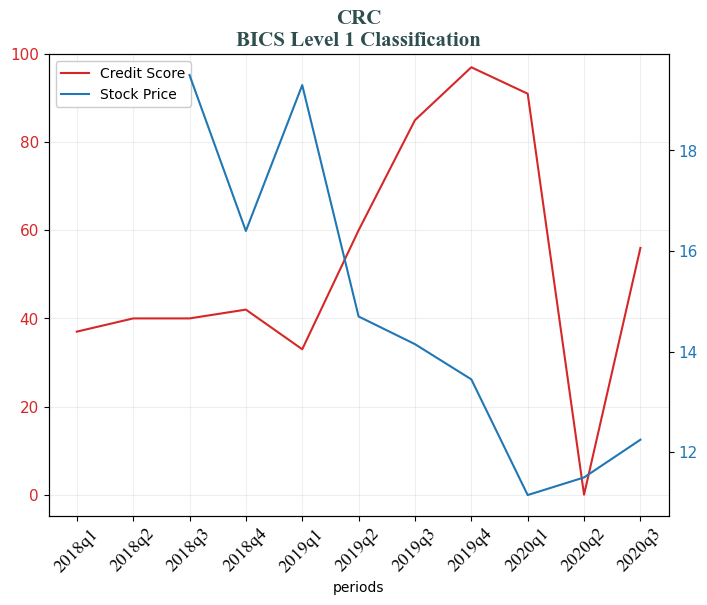 CRC
BICS Level 1 Classification
Credit Score
Stock Price
100
80
60
40
20
0
18
16
14
12
2018q1
2018q2
2018q3
2018q4
2019q1
2019q2
2019q3
2019q4
2020q1
2020q2
2020q3
periods